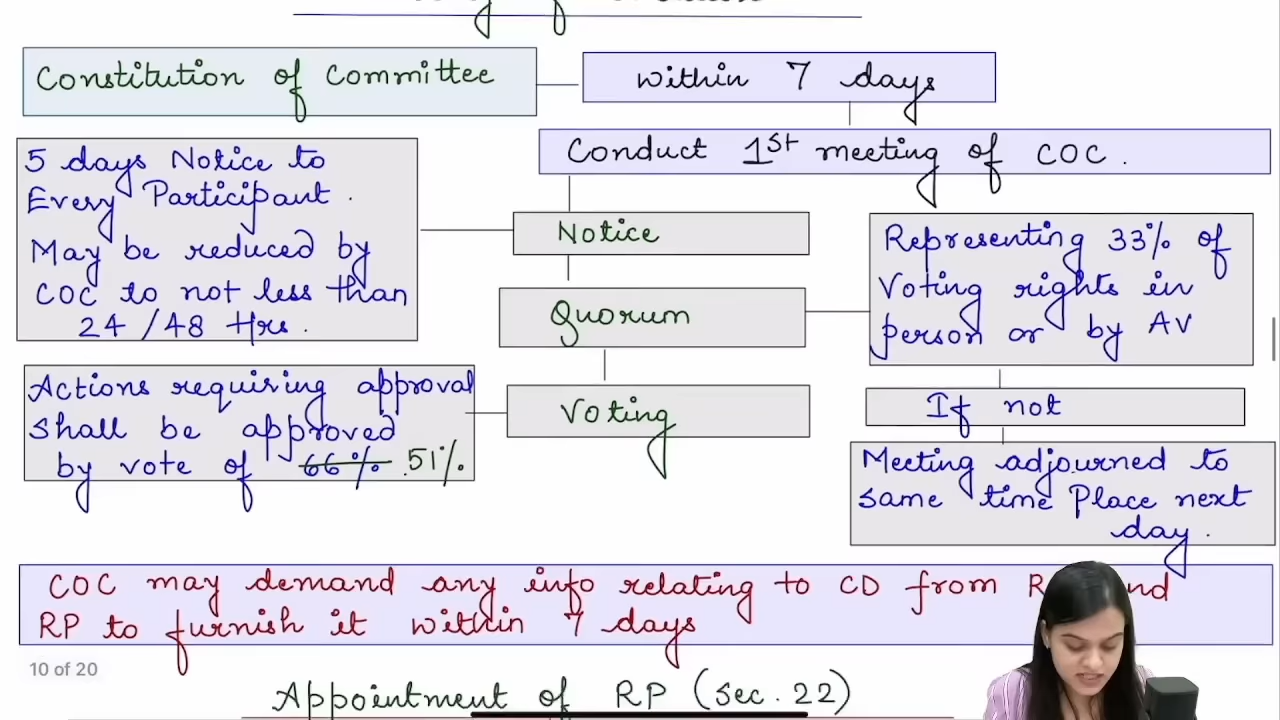 Constitution of Committee
within 7 days
Conduct 1st meeting of COC.
5 days Notice to
Every Participant.
May be reduced by
COC to not less than
24/48 Hrs.
Notice
Representing 33% of
Voting rights in
person or by AV
Quorum
Actions requiring approval
Shall be approved
by vote of 66% 51%
Voting
If not
Meeting adjourned to
same time Place next
day.
COC may demand any info relating to CD from
RP to furnish it within 7 days
10 of 20
Appointment of RP (Sec. 22)